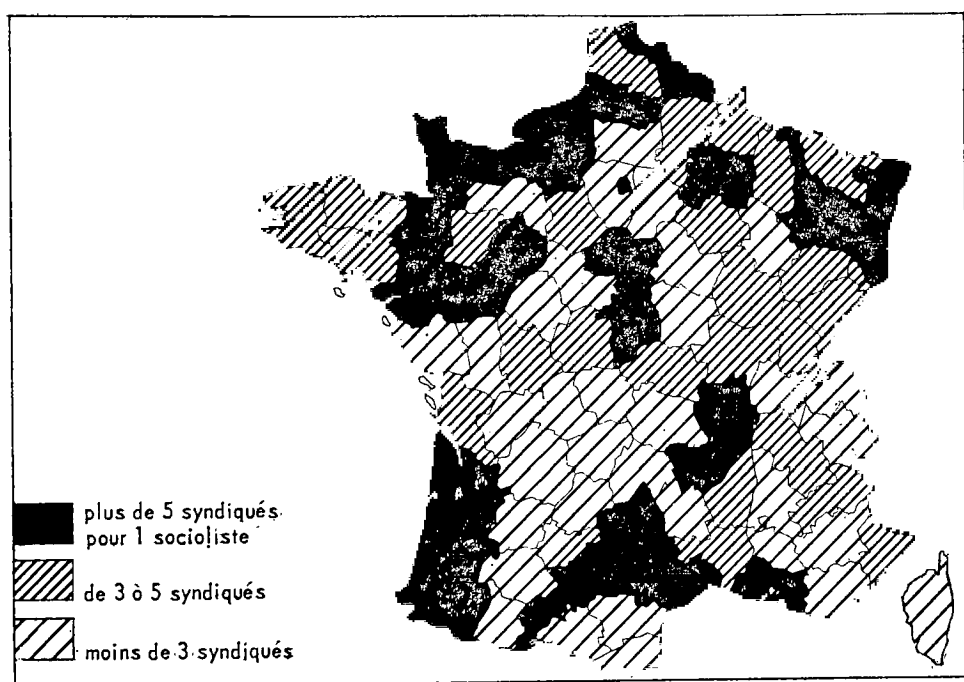 plus de 5 syndiqués
pour 1 socialiste
de 3 à 5 syndiqués
moins de 3 syndiqués